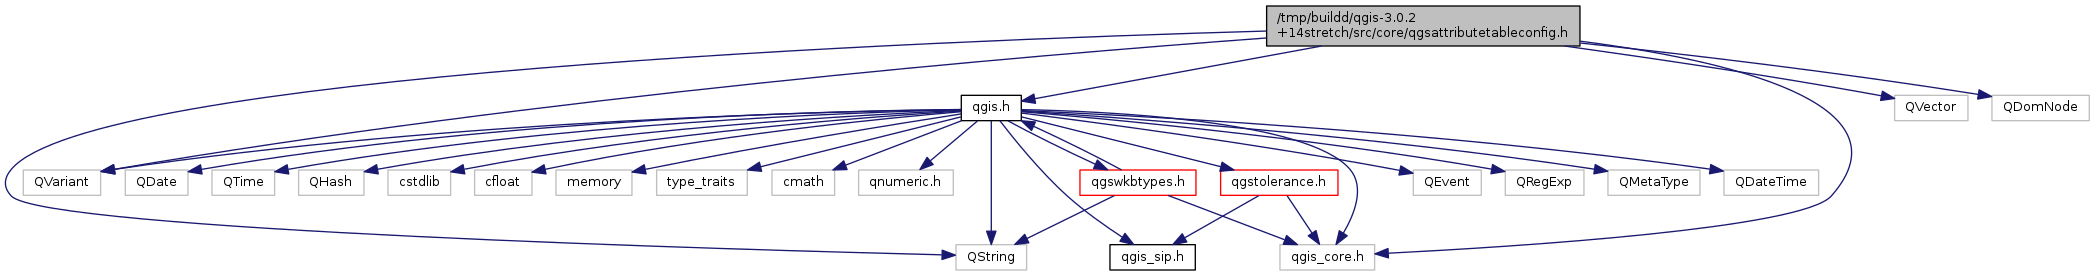 /tmp/buildd/qgis-3.0.2
+14stretch/src/core/qgsattributetableconfig.h
qgis.h
QVector
QDomNode
QVariant
QDate
QTime
QHash
cstdlib
cfloat
memory
type_traits
cmath
qnumeric.h
qgswkbtypes.h
qgstolerance.h
QEvent
QRegExp
QMetaType
QDateTime
QString
qgis_sip.h
qgis_core.h